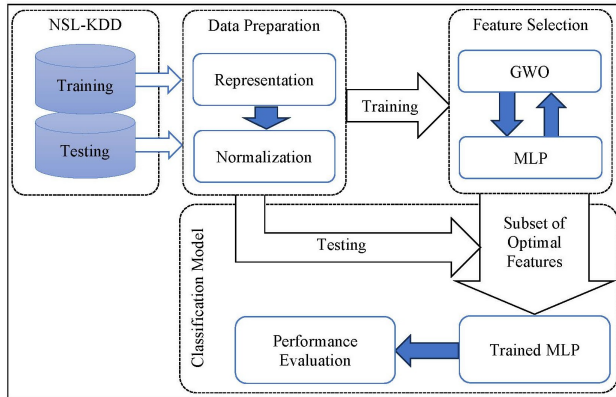 NSL-KDD
Training
Testing
Data Preparation
Representation
Normalization
Training
Feature Selection
GWO
MLP
Classification Model
Testing
Subset of
Optimal
Features
Trained MLP
Performance
Evaluation